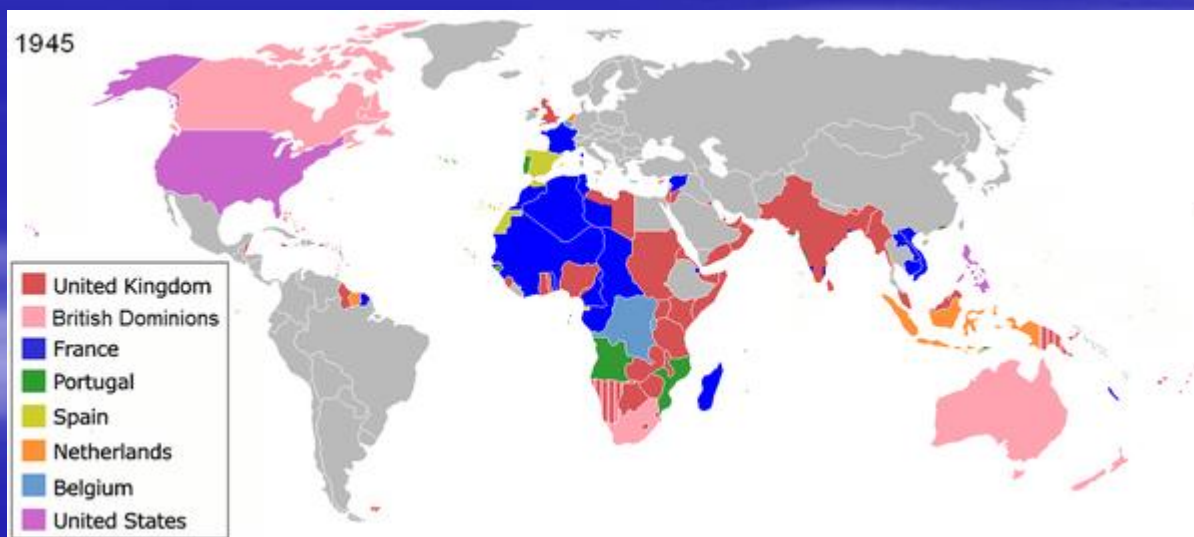 1945
United Kingdom
British Dominions
France
Portugal
Spain
Netherlands
Belgium
United States